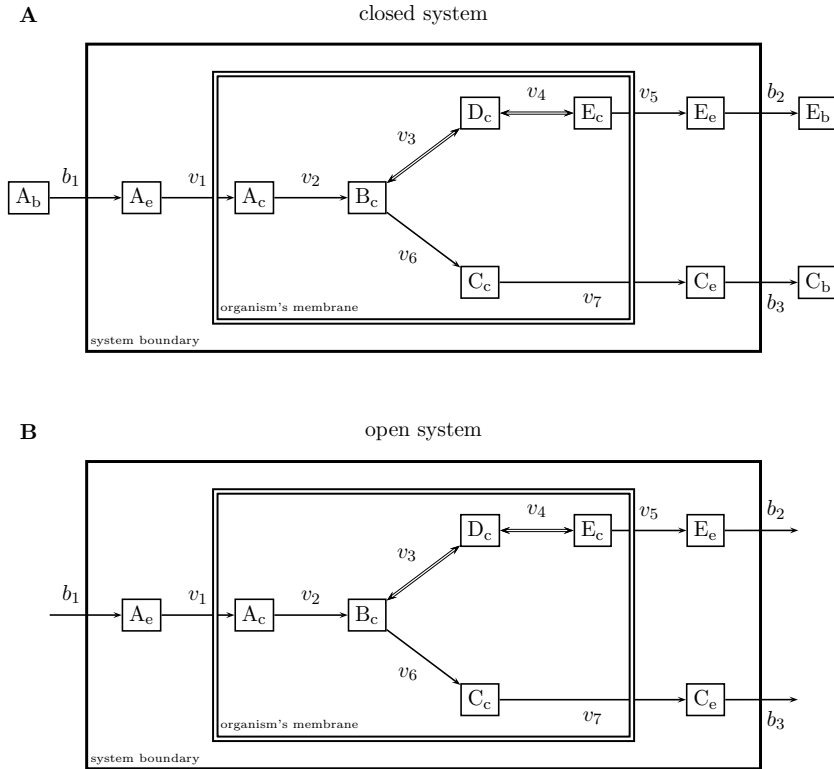 A
closed system
v₄
v₅
b₂
D_c
E_c
E_e
E_b
v₃
b₁
v₁
v₂
A_b
A_e
A_c
B_c
v₆
C_c
C_e
C_b
v₇
b₃
organism's membrane
system boundary
B
open system
v₄
v₅
b₂
D_c
E_c
E_e
v₃
b₁
v₁
v₂
A_e
A_c
B_c
v₆
C_c
C_e
v₇
b₃
organism's membrane
system boundary